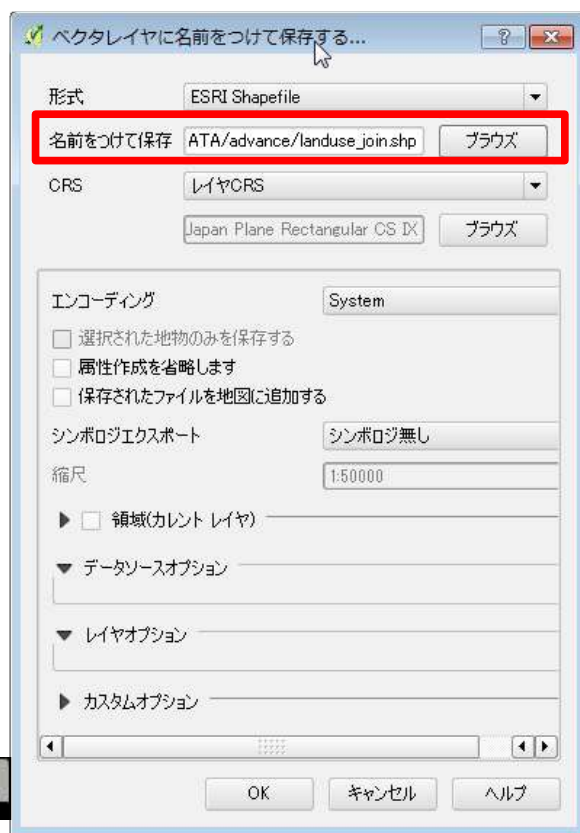 ベクタレイヤに名前をつけて保存する...
形式 ESRI Shapefile
名前をつけて保存 ATA/advance/landuse_join.shp ブラウズ
CRS レイヤCRS
Japan Plane Rectangular CS IX ブラウズ
エンコーディング System
選択された地物のみを保存する
属性作成を省略します
保存されたファイルを地図に追加する
シンボロジエクスポート シンボロジ無し
縮尺 1:50000
領域(カレント レイヤ)
データソースオプション
レイヤオプション
カスタムオプション
OK キャンセル ヘルプ